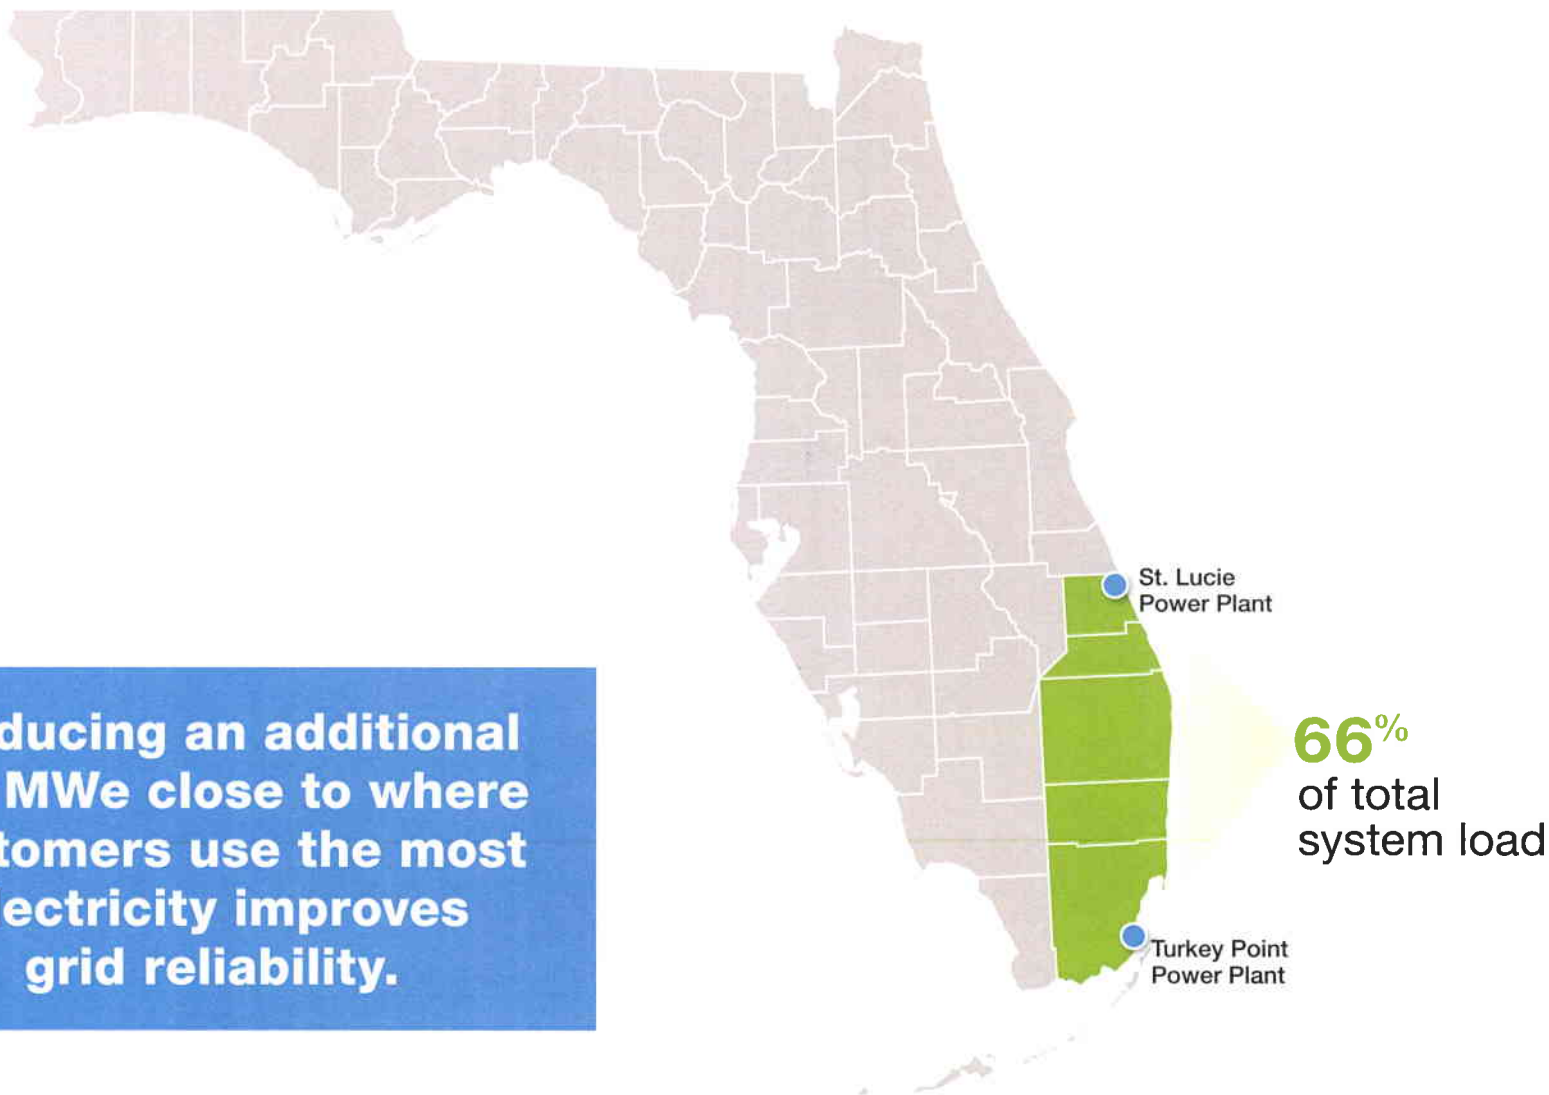 ducing an additional
MWe close to where
tomers use the most
lectricity improves
grid reliability.
St. Lucie
Power Plant
66%
of total
system load
Turkey Point
Power Plant